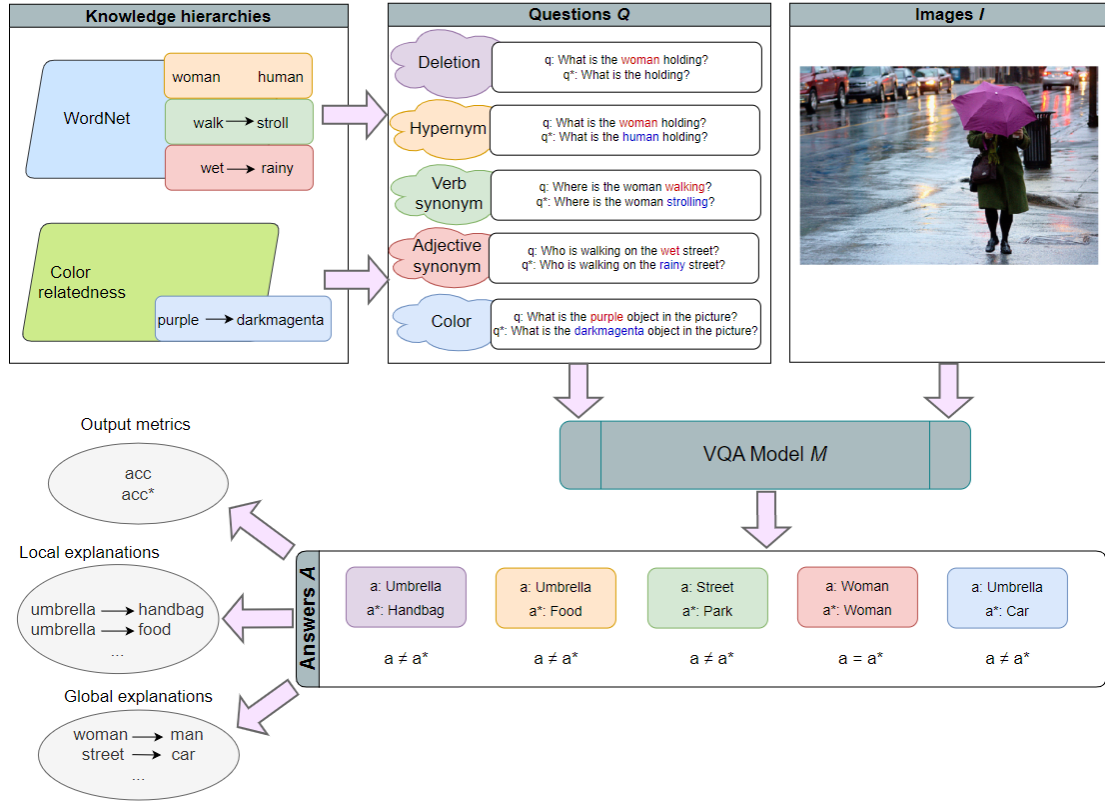 Knowledge hierarchies
woman human
WordNet
walk → stroll
wet → rainy
Color
relatedness
purple → darkmagenta
Questions Q
Deletion
q: What is the woman holding?
q*: What is the holding?
Hypernym
q: What is the woman holding?
q*: What is the human holding?
Verb
synonym
q: Where is the woman walking?
q*: Where is the woman strolling?
Adjective
synonym
q: Who is walking on the wet street?
q*: Who is walking on the rainy street?
Color
q: What is the purple object in the picture?
q*: What is the darkmagenta object in the picture?
Images I
VQA Model M
Output metrics
acc
acc*
Local explanations
umbrella → handbag
umbrella → food
...
Global explanations
woman → man
street → car
...
Answers A
a: Umbrella
a*: Handbag
a ≠ a*
a: Umbrella
a*: Food
a ≠ a*
a: Street
a*: Park
a ≠ a*
a: Woman
a*: Woman
a = a*
a: Umbrella
a*: Car
a ≠ a*